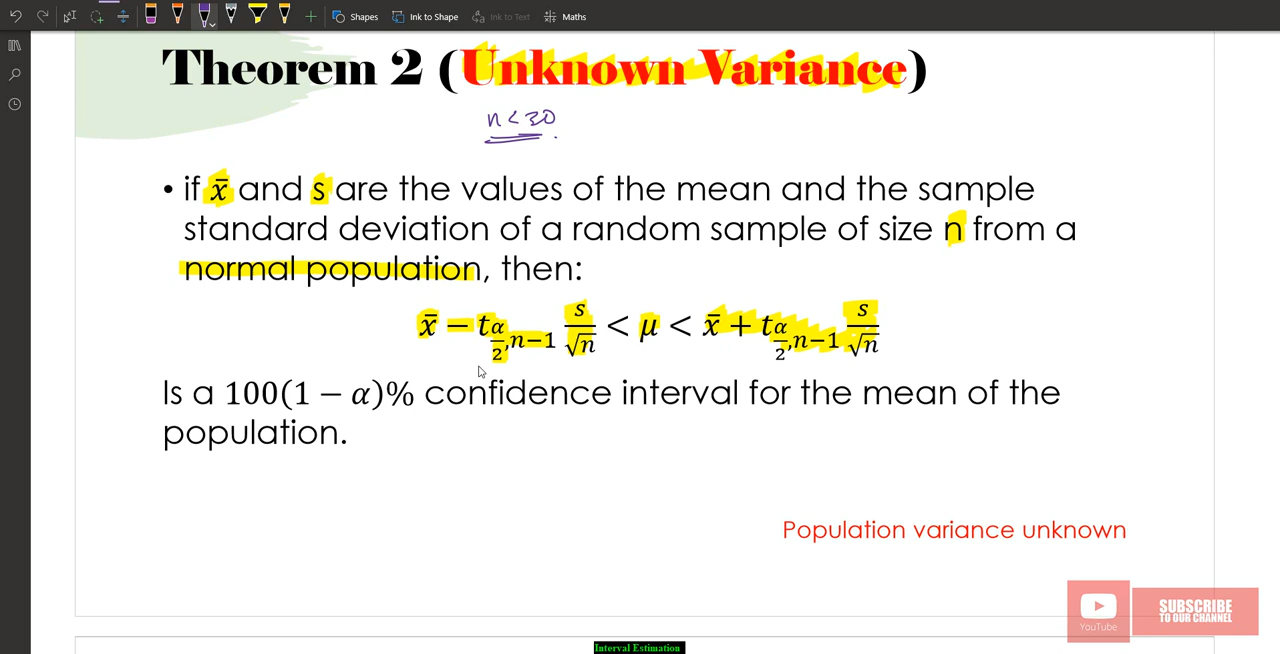 Shapes Ink to Shape Ink to Text Maths
Theorem 2 (Unknown Variance)
n < 30
• if x̄ and s are the values of the mean and the sample
standard deviation of a random sample of size n from a
normal population, then:
x̄ − t_{α/2, n−1} s/√n < μ < x̄ + t_{α/2, n−1} s/√n
Is a 100(1 − α)% confidence interval for the mean of the
population.
Population variance unknown
YouTube
SUBSCRIBE
TO OUR CHANNEL
Interval Estimation